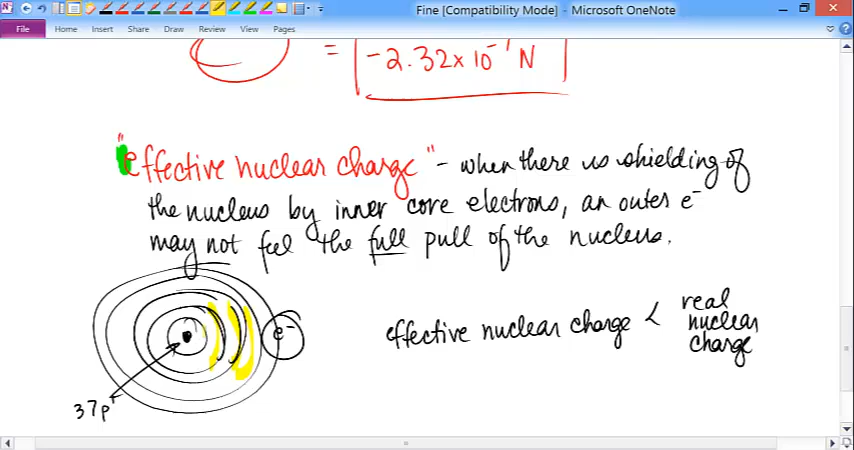 Fine [Compatibility Mode] - Microsoft OneNote
File Home Insert Share Draw Review View Pages
= -2.32x10⁻⁷ N
"effective nuclear charge" - when there is shielding of
the nucleus by inner core electrons, an outer e⁻
may not feel the full pull of the nucleus.
e⁻
37p⁺
effective nuclear charge < real
nuclear
charge